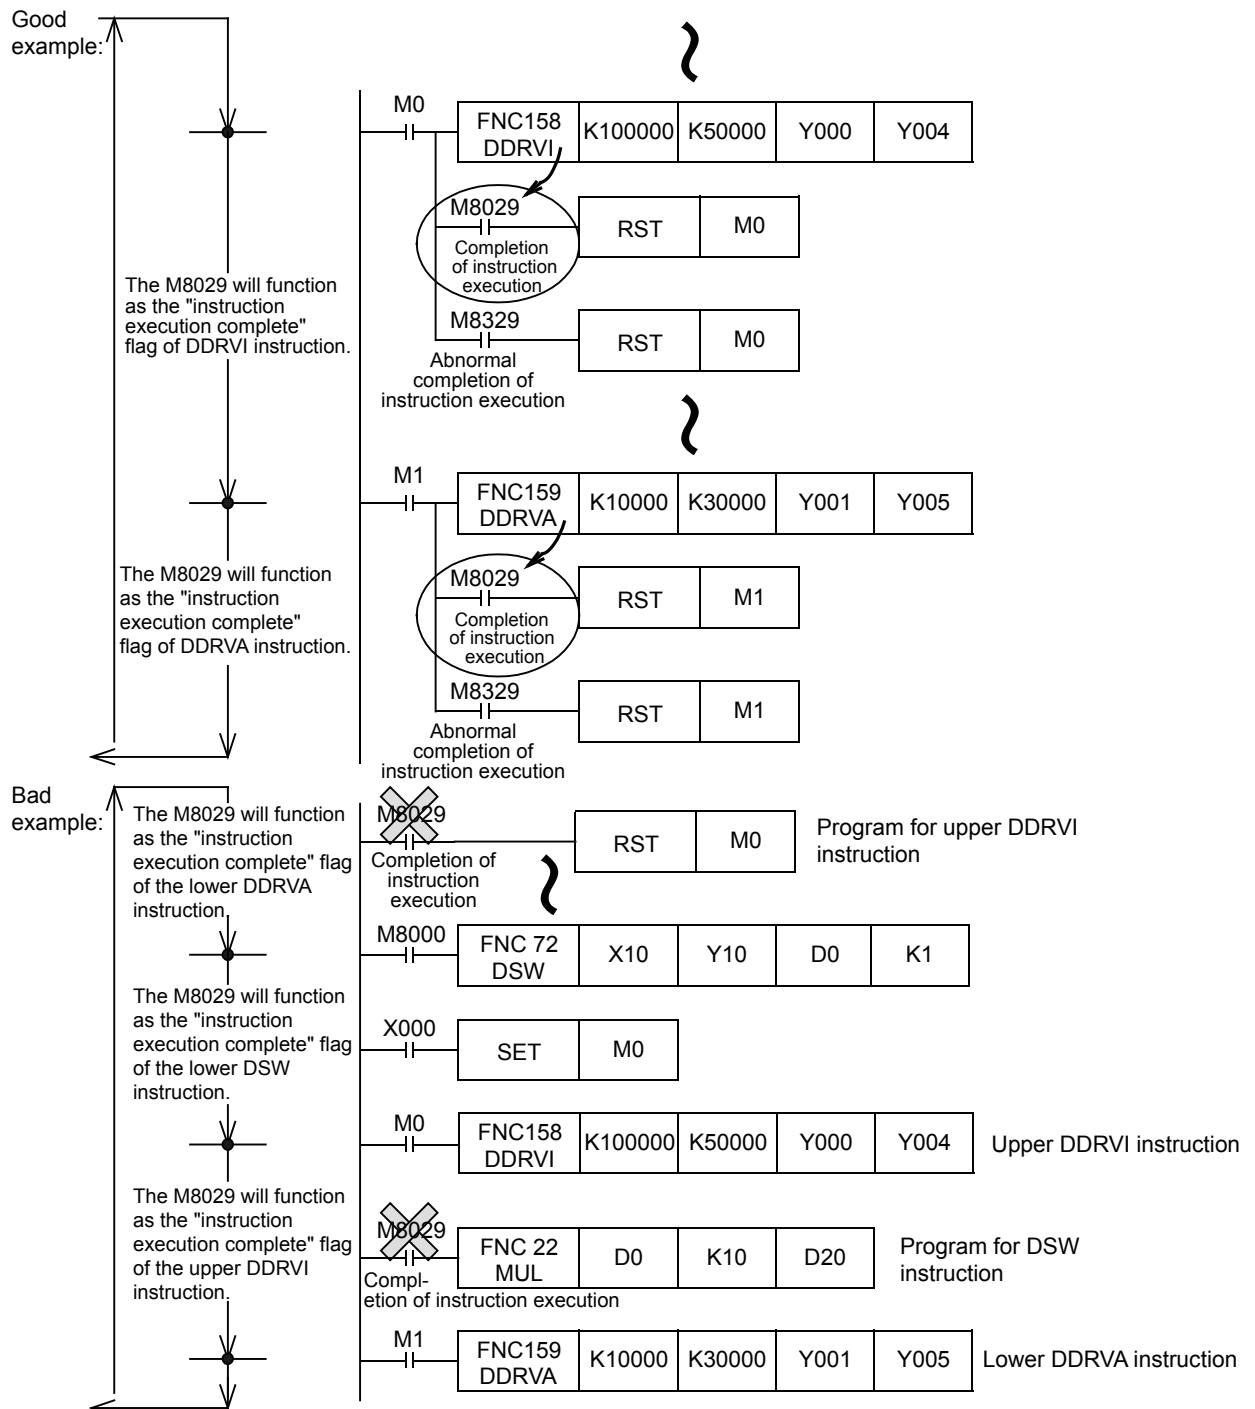 Good
example:
M0
FNC158
DDRVI
K100000
K50000
Y000
Y004
M8029
Completion
of instruction
execution
RST
M0
The M8029 will function
as the "instruction
execution complete"
flag of DDRVI instruction.
M8329
Abnormal
completion of
instruction execution
RST
M0
M1
FNC159
DDRVA
K10000
K30000
Y001
Y005
The M8029 will function
as the "instruction
execution complete"
flag of DDRVA instruction.
M8029
Completion
of instruction
execution
RST
M1
M8329
Abnormal
completion of
instruction execution
RST
M1
Bad
example:
The M8029 will function
as the "instruction
execution complete" flag
of the lower DDRVA
instruction.
M8029
Completion of
instruction
execution
RST
M0
Program for upper DDRVI
instruction
M8000
FNC 72
DSW
X10
Y10
D0
K1
The M8029 will function
as the "instruction
execution complete" flag
of the lower DSW
instruction.
X000
SET
M0
M0
FNC158
DDRVI
K100000
K50000
Y000
Y004
Upper DDRVI instruction
The M8029 will function
as the "instruction
execution complete" flag
of the upper DDRVI
instruction.
M8029
Compl-
etion of instruction execution
FNC 22
MUL
D0
K10
D20
Program for DSW
instruction
M1
FNC159
DDRVA
K10000
K30000
Y001
Y005
Lower DDRVA instruction